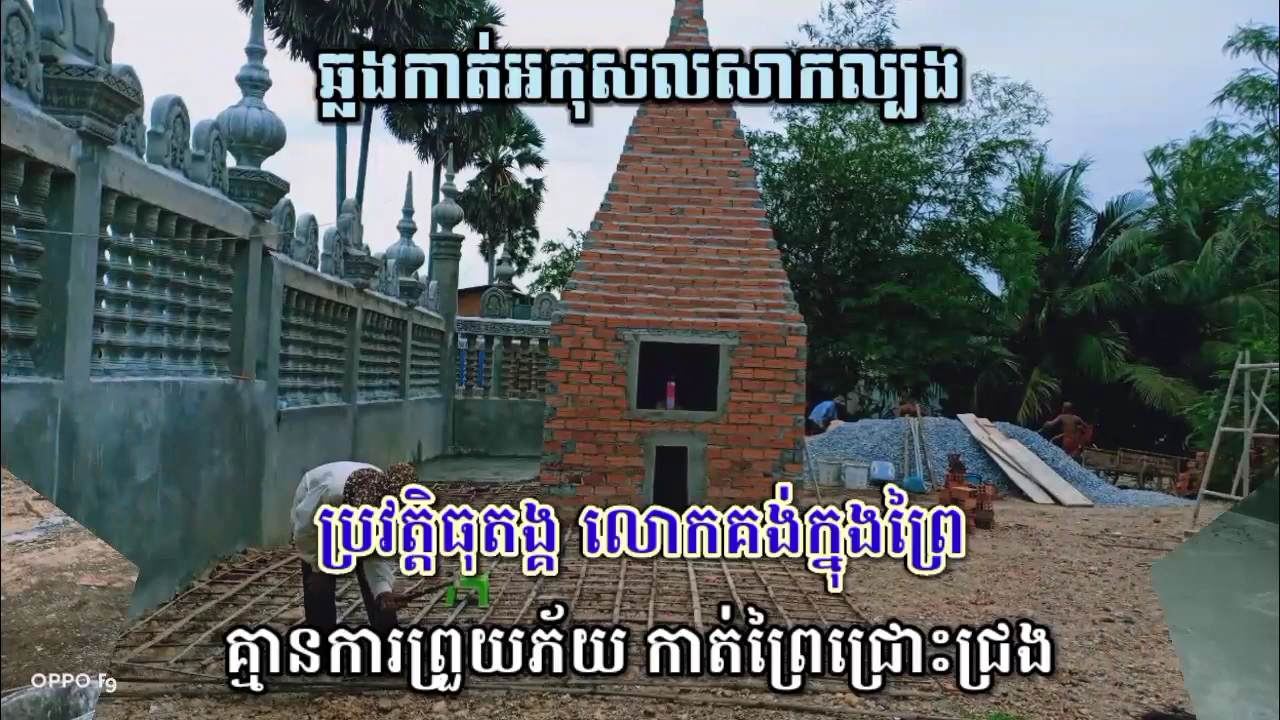 ឆ្លងកាត់អកុសលសាកល្បង
ប្រវត្តិធុតង្គ លោកគង់ក្នុងព្រៃ
គ្មានការព្រួយភ័យ កាត់ព្រៃជ្រោះជ្រង
OPPO F9